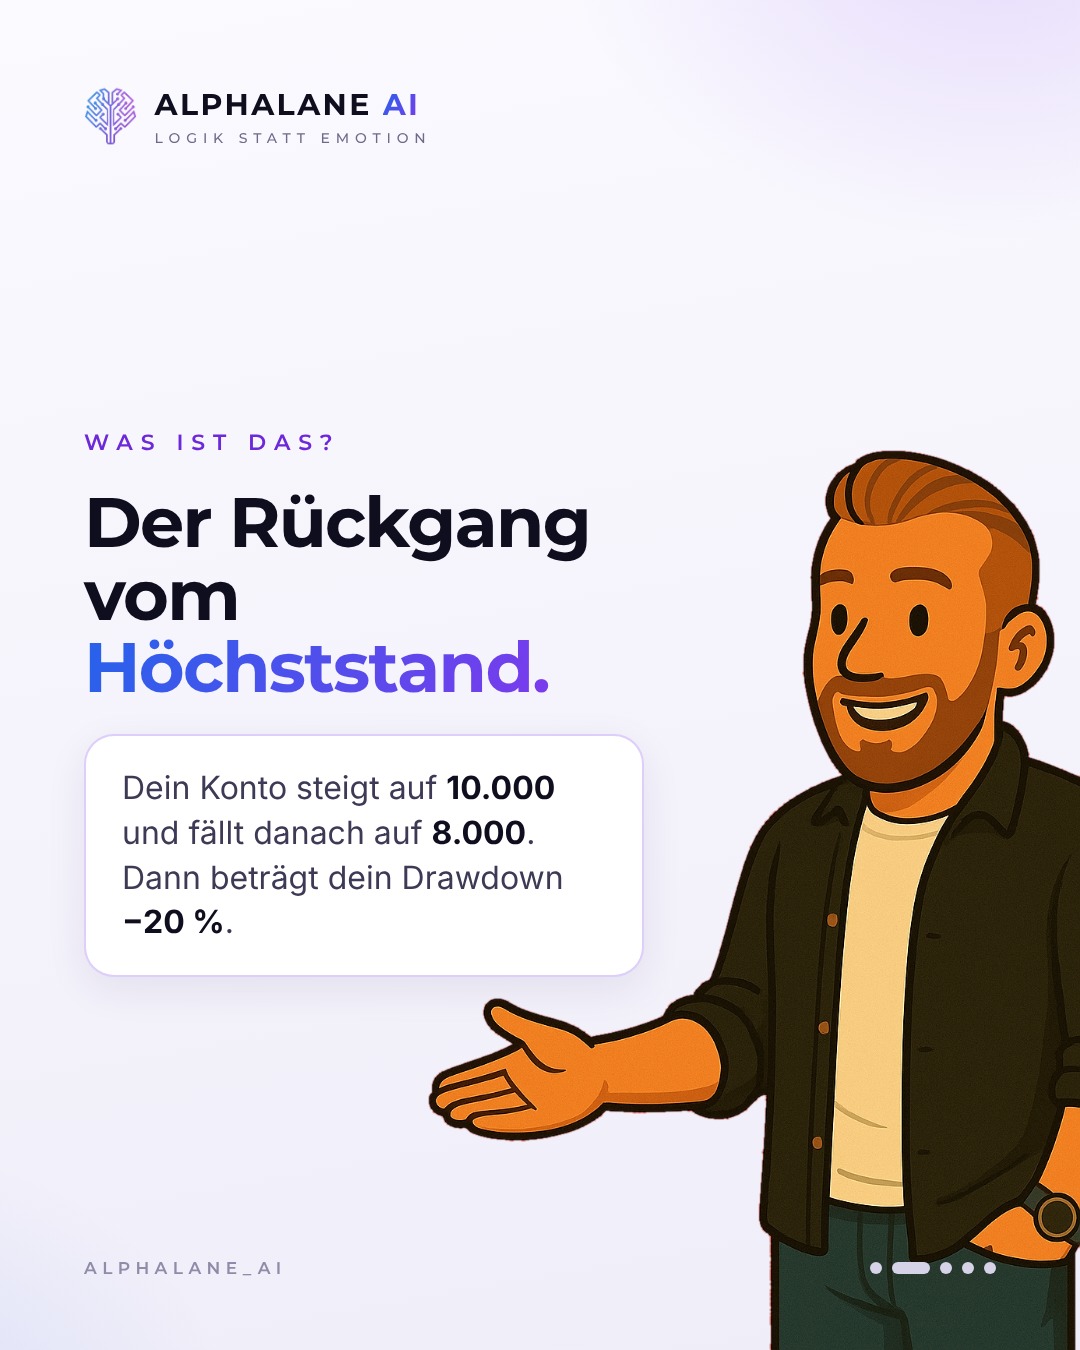 ALPHALANE AI
LOGIK STATT EMOTION
WAS IST DAS?
Der Rückgang
vom
Höchststand.
Dein Konto steigt auf 10.000
und fällt danach auf 8.000.
Dann beträgt dein Drawdown
−20 %.
ALPHALANE_AI